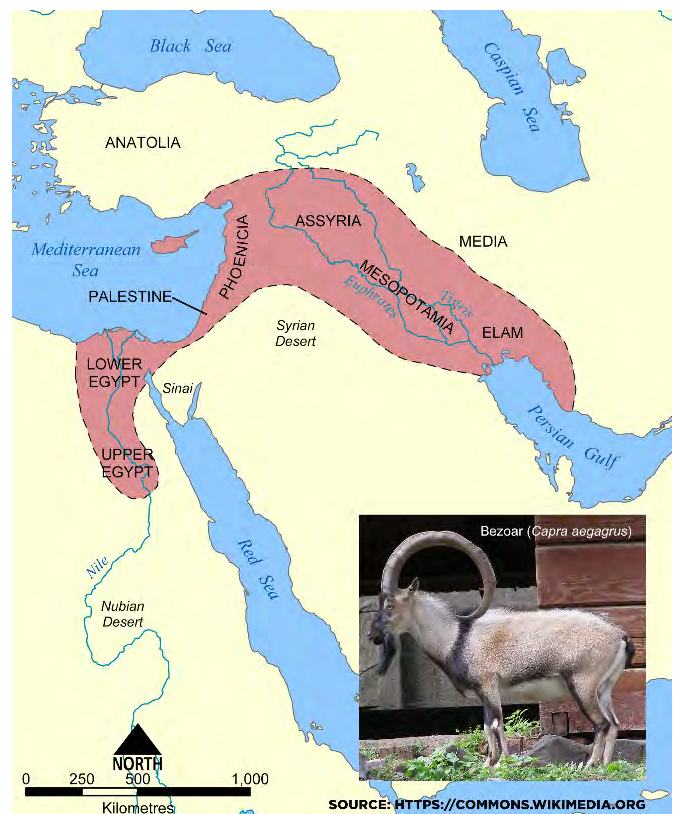 Black Sea
Caspian
Sea
ANATOLIA
ASSYRIA
MEDIA
PHOENICIA
Mediterranean
Sea
MESOPOTAMIA
Tigris
Euphrates
PALESTINE
ELAM
Syrian
Desert
LOWER
EGYPT
Sinai
Persian Gulf
UPPER
EGYPT
Bezoar (Capra aegagrus)
Red Sea
Nile
Nubian
Desert
NORTH
0 250 500 1,000
Kilometres
SOURCE: HTTPS://COMMONS.WIKIMEDIA.ORG